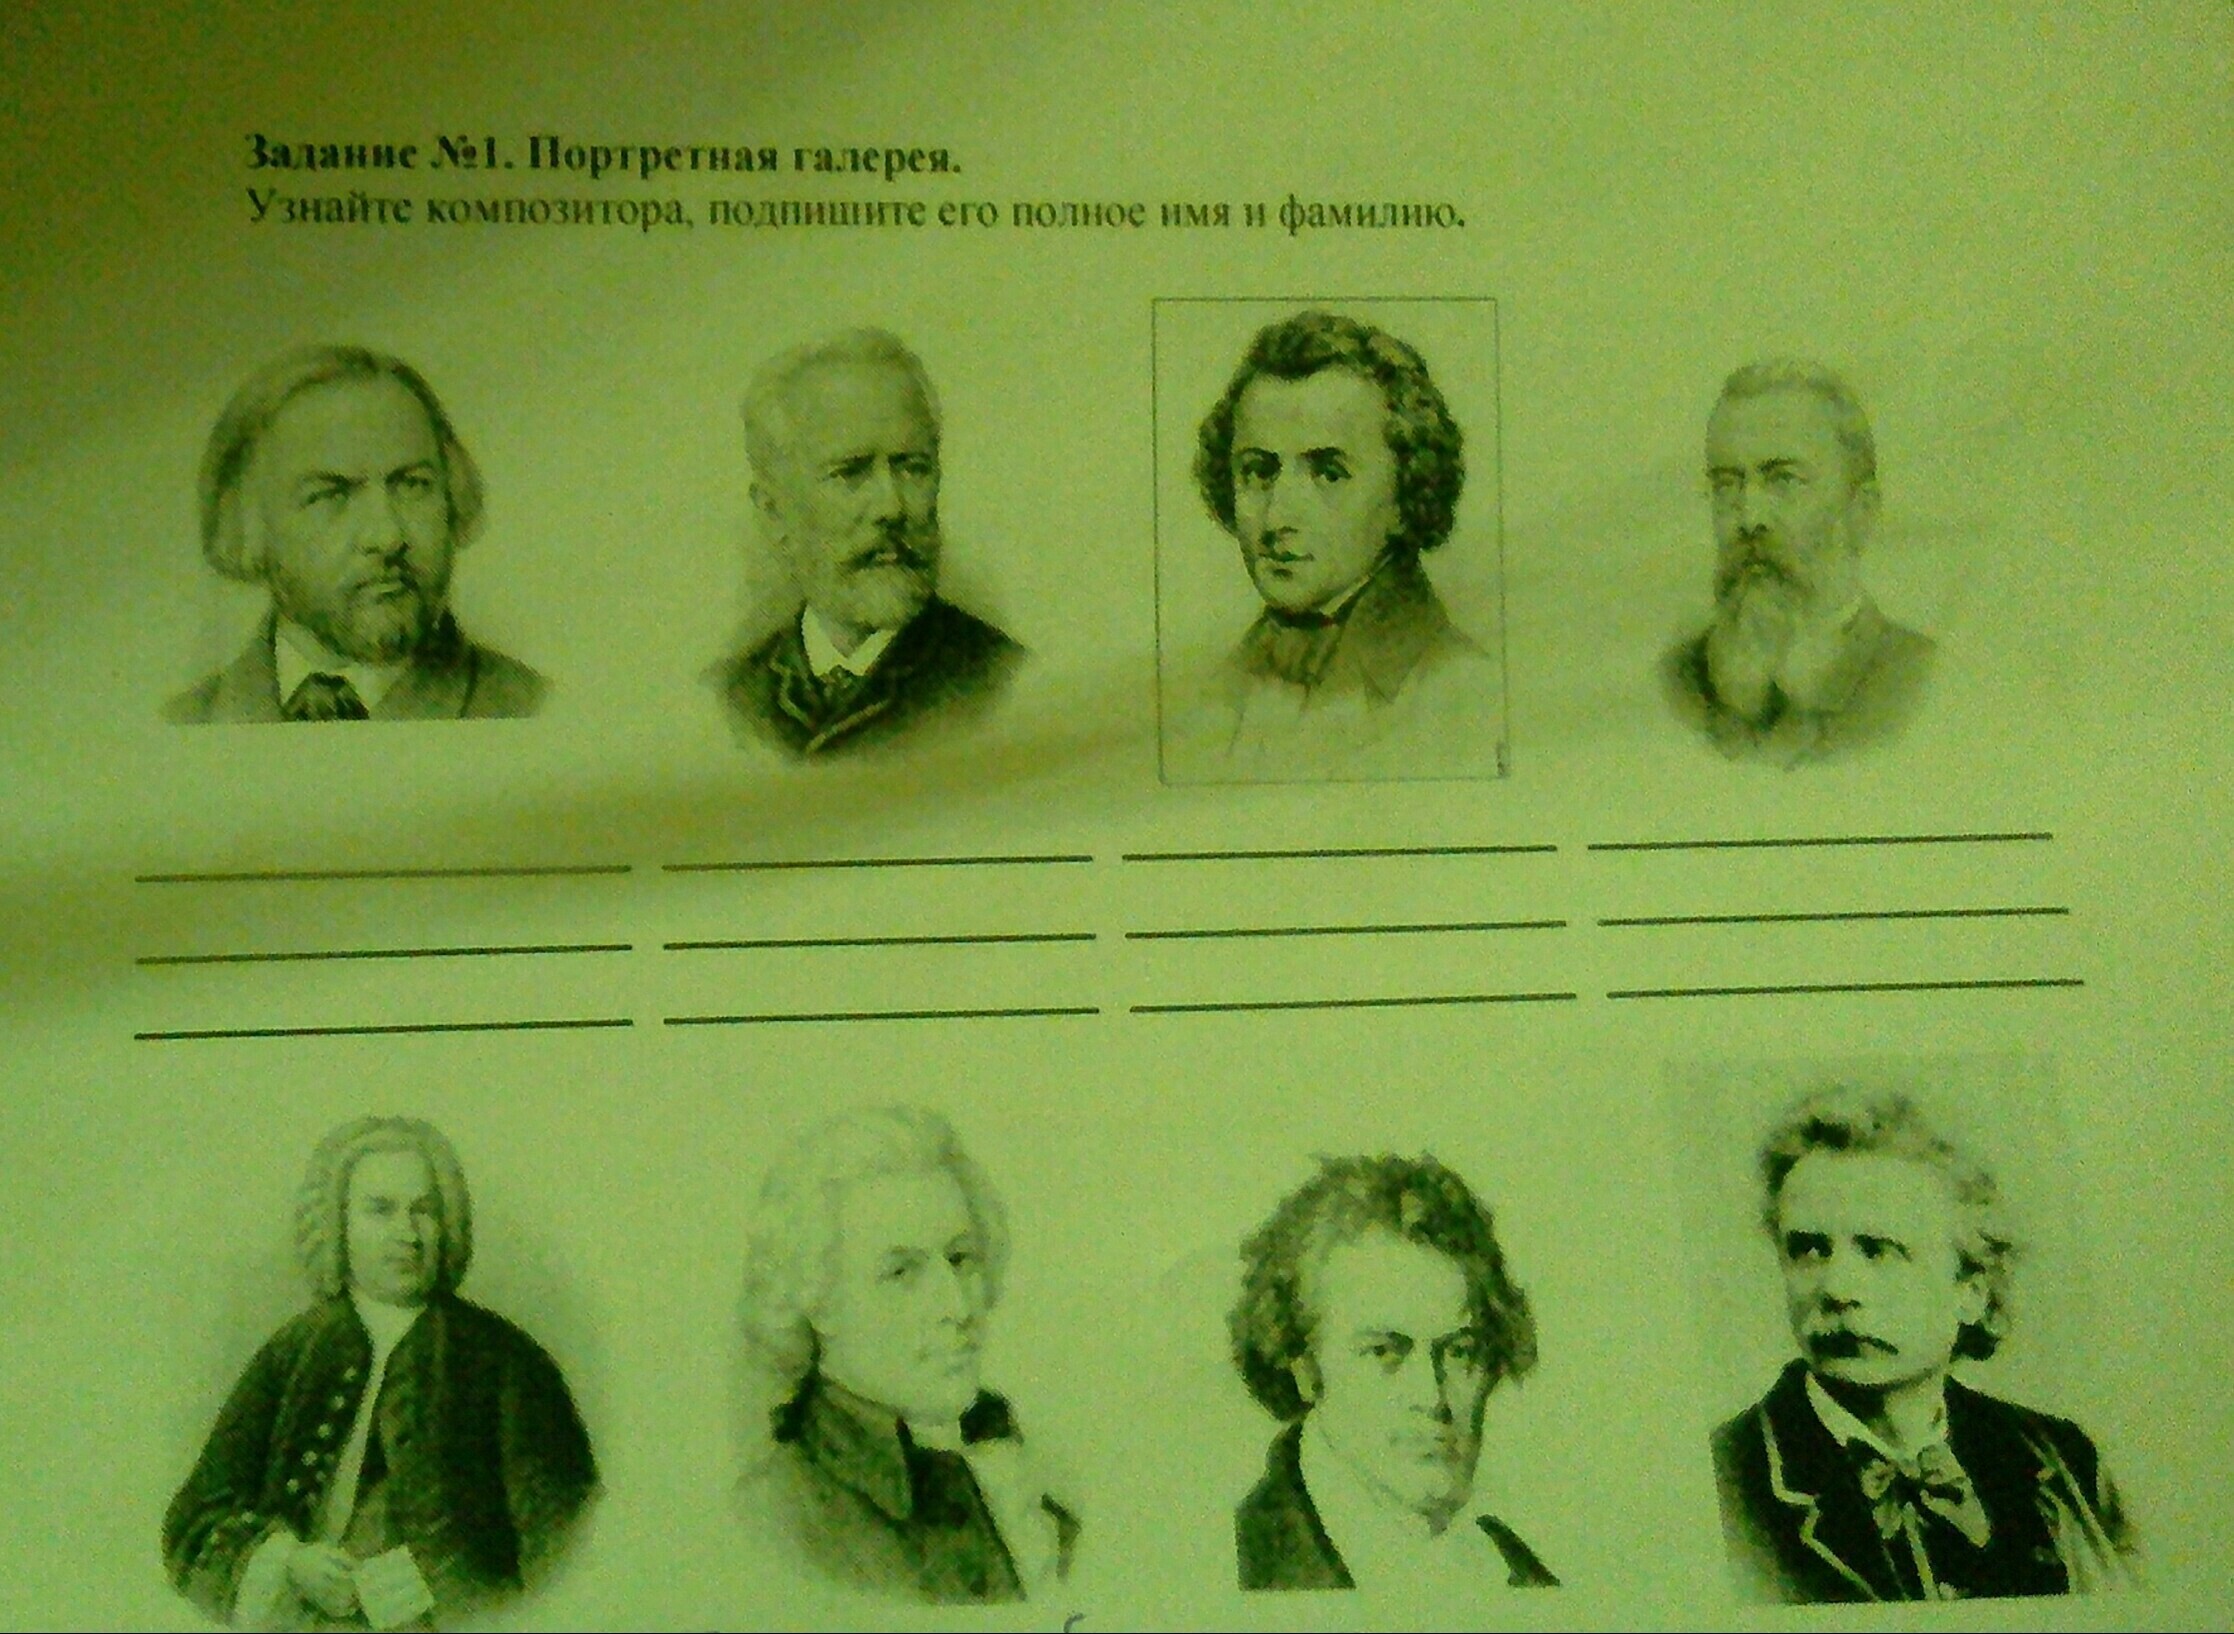 Задание №1. Портретная галерея.
Узнайте композитора, подпишите его полное имя и фамилию.